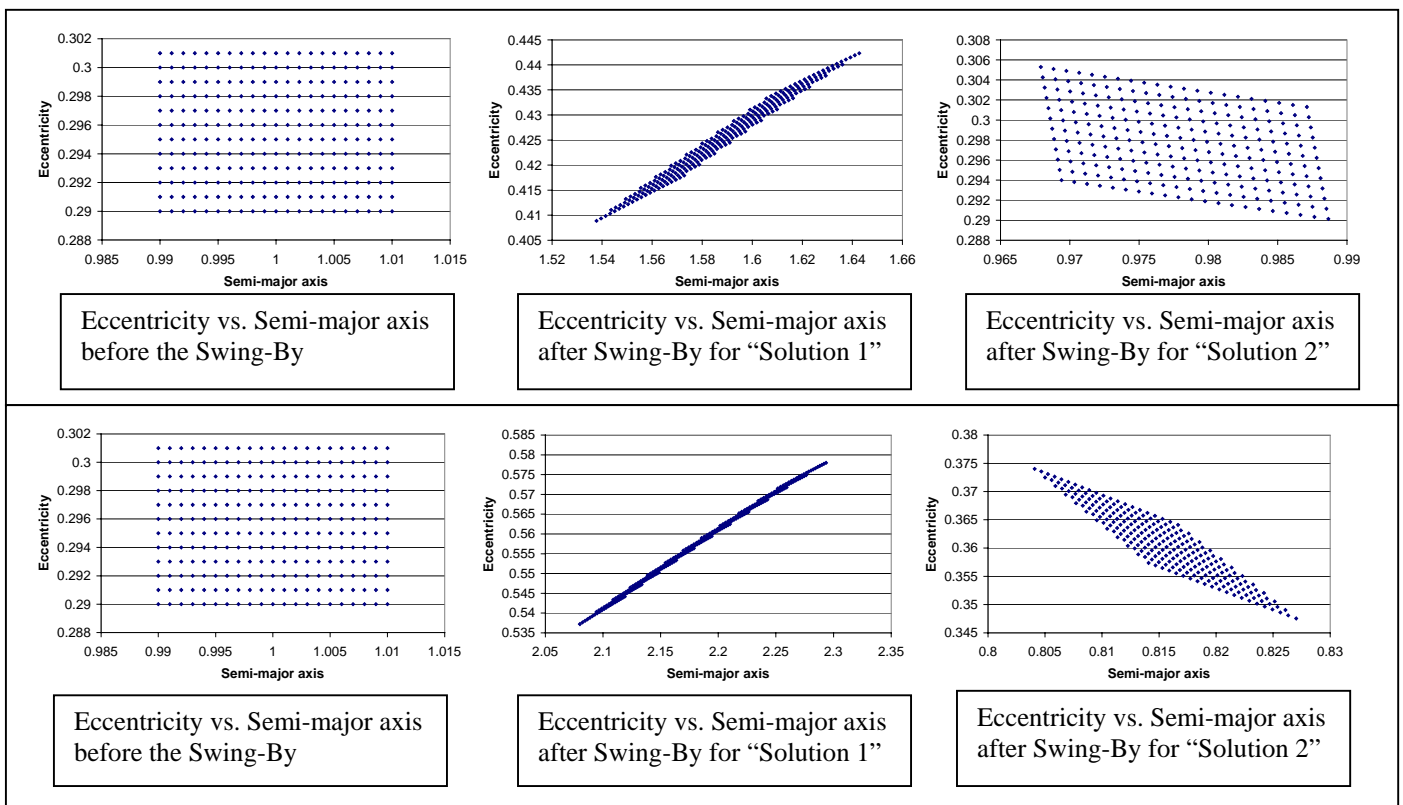 0.302
0.3
0.298
0.296
0.294
0.292
0.29
0.288
Eccentricity
0.985 0.99 0.995 1 1.005 1.01 1.015
Semi-major axis
Eccentricity vs. Semi-major axis
before the Swing-By
0.445
0.44
0.435
0.43
0.425
0.42
0.415
0.41
0.405
Eccentricity
1.52 1.54 1.56 1.58 1.6 1.62 1.64 1.66
Semi-major axis
Eccentricity vs. Semi-major axis
after Swing-By for “Solution 1”
0.308
0.306
0.304
0.302
0.3
0.298
0.296
0.294
0.292
0.29
0.288
Eccentricity
0.965 0.97 0.975 0.98 0.985 0.99
Semi-major axis
Eccentricity vs. Semi-major axis
after Swing-By for “Solution 2”
0.302
0.3
0.298
0.296
0.294
0.292
0.29
0.288
Eccentricity
0.985 0.99 0.995 1 1.005 1.01 1.015
Semi-major axis
Eccentricity vs. Semi-major axis
before the Swing-By
0.585
0.58
0.575
0.57
0.565
0.56
0.555
0.55
0.545
0.54
0.535
Eccentricity
2.05 2.1 2.15 2.2 2.25 2.3 2.35
Semi-major axis
Eccentricity vs. Semi-major axis
after Swing-By for “Solution 1”
0.38
0.375
0.37
0.365
0.36
0.355
0.35
0.345
Eccentricity
0.8 0.805 0.81 0.815 0.82 0.825 0.83
Semi-major axis
Eccentricity vs. Semi-major axis
after Swing-By for “Solution 2”